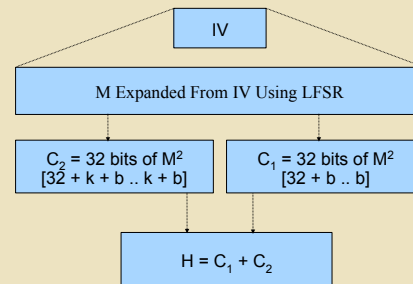 IV
M Expanded From IV Using LFSR
C₂ = 32 bits of M²
[32 + k + b .. k + b]
C₁ = 32 bits of M²
[32 + b .. b]
H = C₁ + C₂